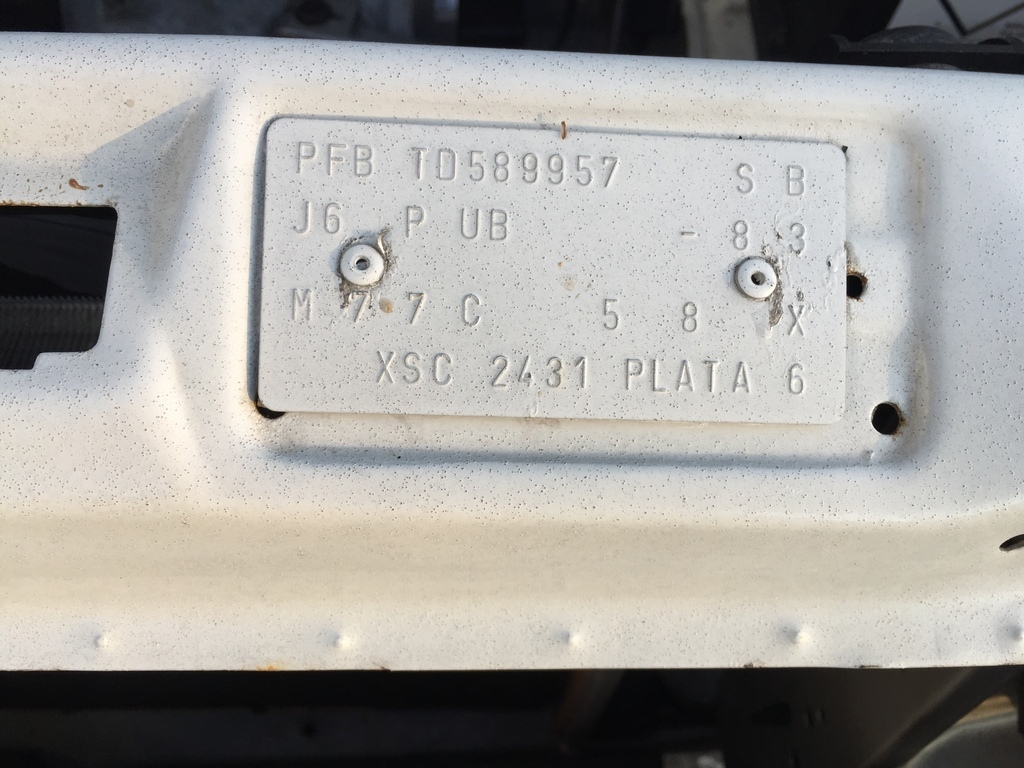 PFB TD589957 S B
J6 P UB - 8 3
M 7 7 C 5 8 X
XSC 2431 PLATA 6